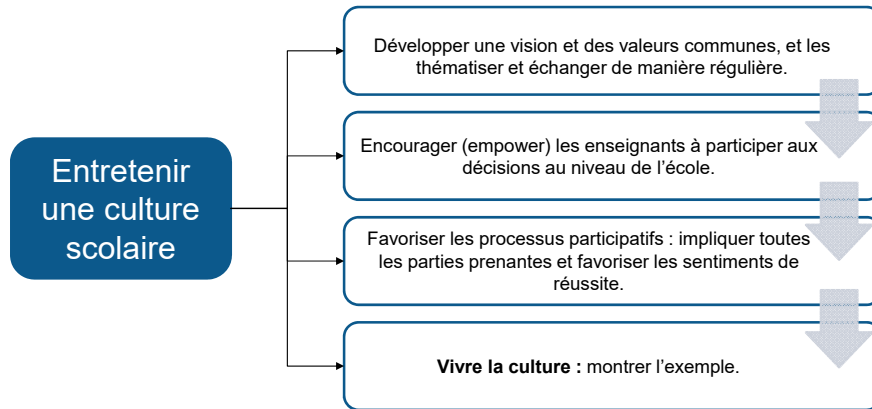 Entretenir
une culture
scolaire
Développer une vision et des valeurs communes, et les
thématiser et échanger de manière régulière.
Encourager (empower) les enseignants à participer aux
décisions au niveau de l'école.
Favoriser les processus participatifs : impliquer toutes
les parties prenantes et favoriser les sentiments de
réussite.
Vivre la culture : montrer l'exemple.